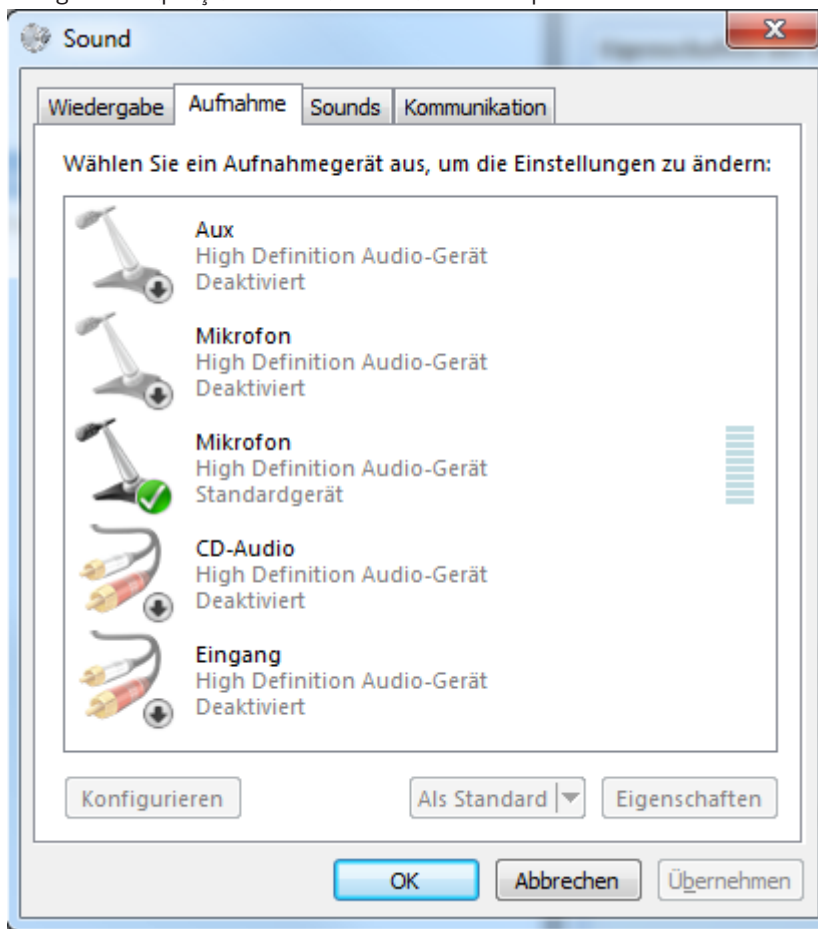 Sound
Wiedergabe Aufnahme Sounds Kommunikation
Wählen Sie ein Aufnahmegerät aus, um die Einstellungen zu ändern:
Aux
High Definition Audio-Gerät
Deaktiviert
Mikrofon
High Definition Audio-Gerät
Deaktiviert
Mikrofon
High Definition Audio-Gerät
Standardgerät
CD-Audio
High Definition Audio-Gerät
Deaktiviert
Eingang
High Definition Audio-Gerät
Deaktiviert
Konfigurieren Als Standard Eigenschaften
OK Abbrechen Übernehmen